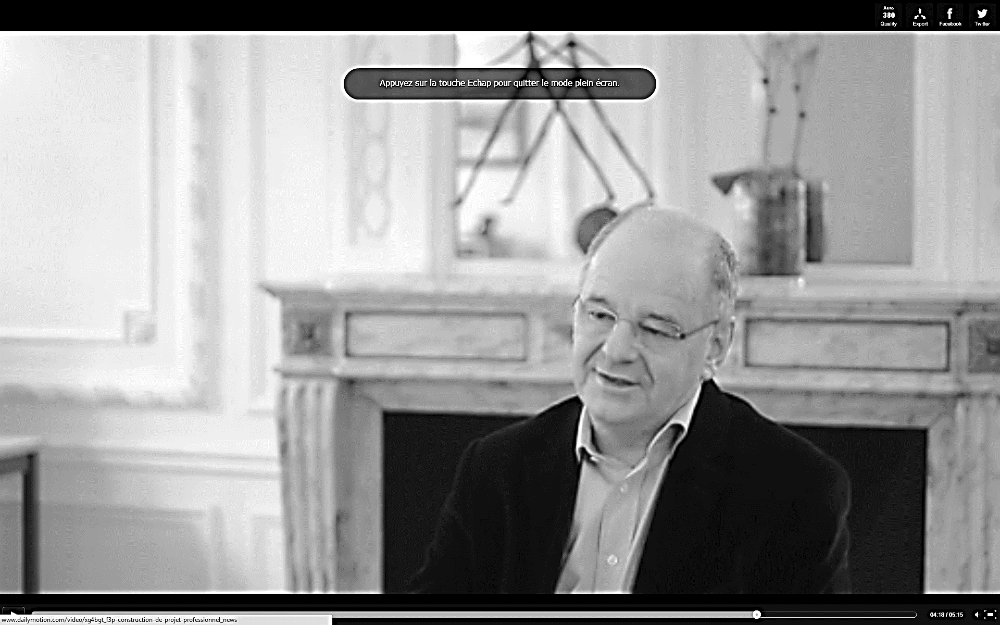 Auto
380
Quality
Export
Facebook
Twitter
Appuyez sur la touche Echap pour quitter le mode plein écran.
www.dailymotion.com/video/xg4bgt_f3p-construction-de-projet-professionnel_news
04:18 / 05:15